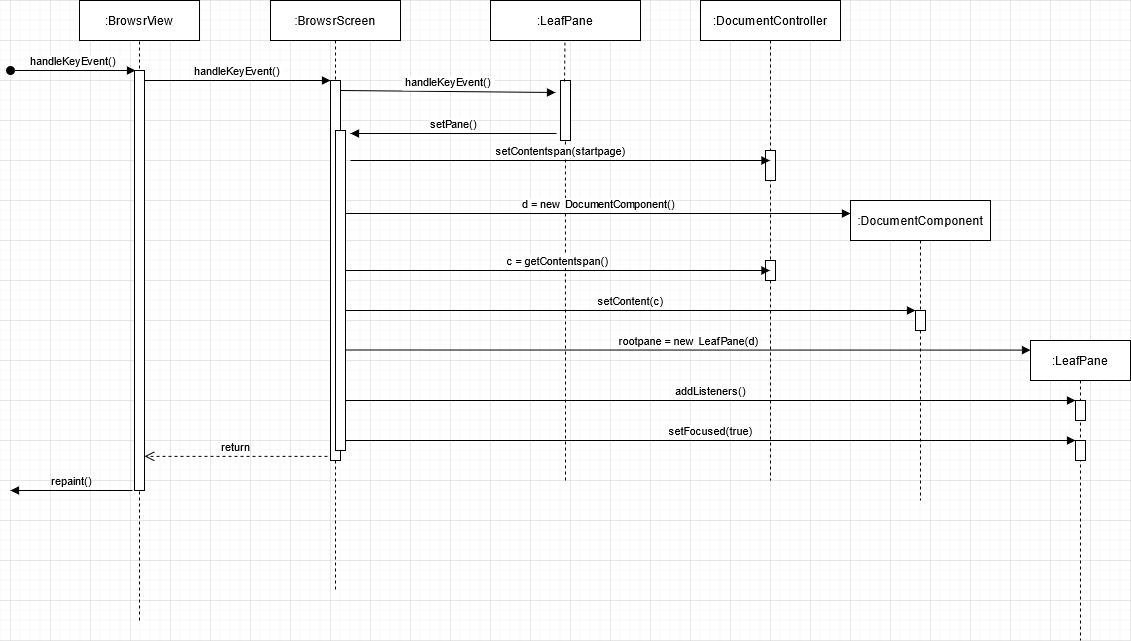 :BrowsrView
:BrowsrScreen
:LeafPane
:DocumentController
handleKeyEvent()
handleKeyEvent()
handleKeyEvent()
setPane()
setContentspan(startpage)
d = new DocumentComponent()
:DocumentComponent
c = getContentspan()
setContent(c)
rootpane = new LeafPane(d)
:LeafPane
addListeners()
setFocused(true)
return
repaint()